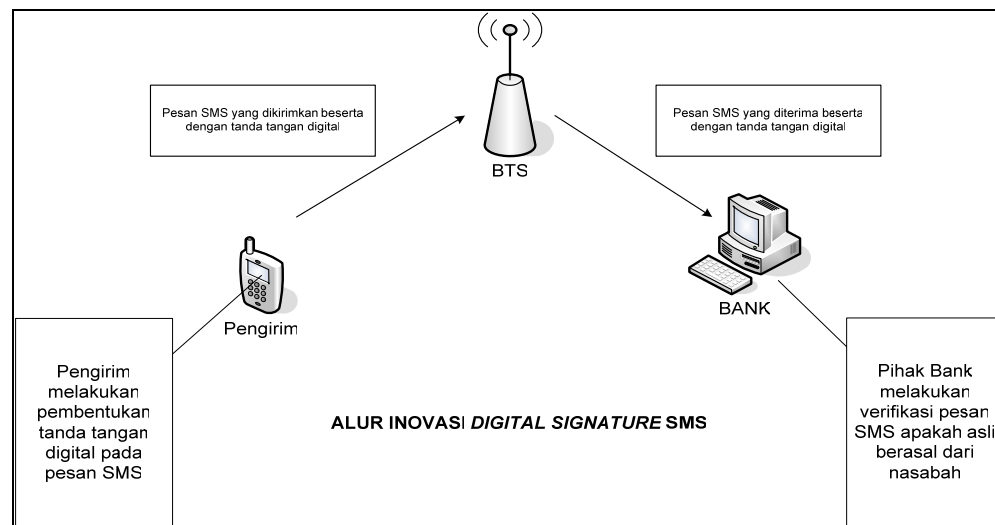 Pesan SMS yang dikirimkan beserta
dengan tanda tangan digital
Pesan SMS yang diterima beserta
dengan tanda tangan digital
BTS
Pengirim
BANK
Pengirim
melakukan
pembentukan
tanda tangan
digital pada
pesan SMS
ALUR INOVASI DIGITAL SIGNATURE SMS
Pihak Bank
melakukan
verifikasi pesan
SMS apakah asli
berasal dari
nasabah